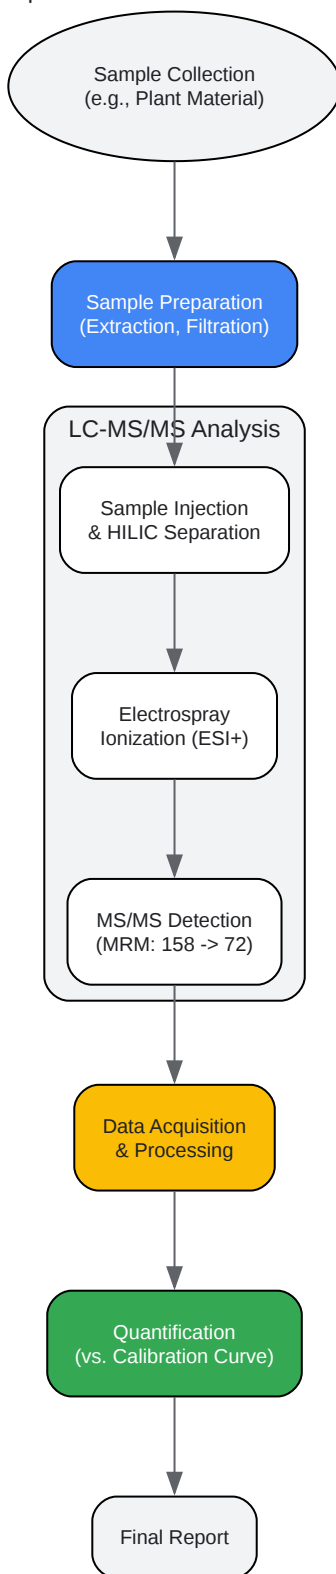 Sample Collection
(e.g., Plant Material)
Sample Preparation
(Extraction, Filtration)
LC-MS/MS Analysis
Sample Injection
& HILIC Separation
Electrospray
Ionization (ESI+)
MS/MS Detection
(MRM: 158 -> 72)
Data Acquisition
& Processing
Quantification
(vs. Calibration Curve)
Final Report